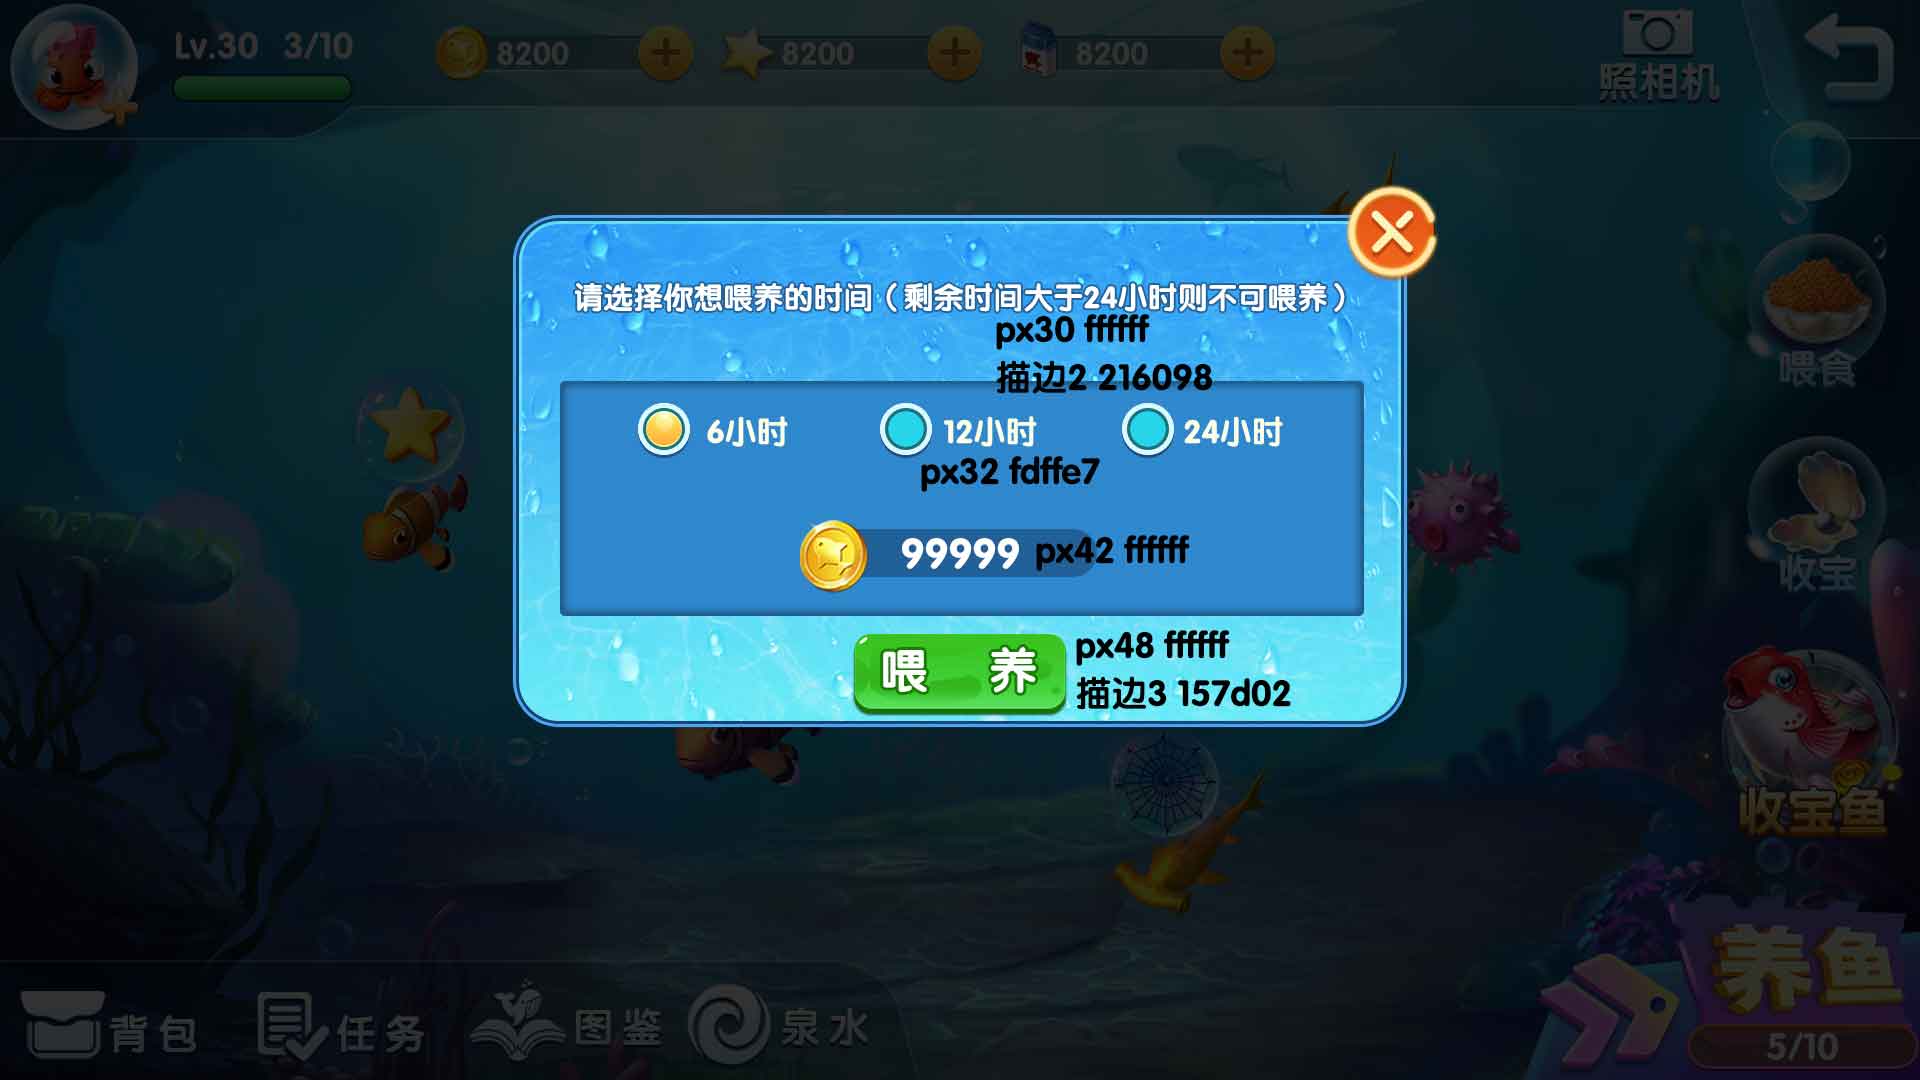 Lv.30 3/10
8200
8200
8200
照相机
请选择你想喂养的时间（剩余时间大于24小时则不可喂养）
px30 ffffff
描边2 216098
6小时
12小时
24小时
px32 fdffe7
99999
px42 ffffff
喂 养
px48 ffffff
描边3 157d02
喂食
收宝
收宝鱼
背包
任务
图鉴
泉水
养鱼
5/10